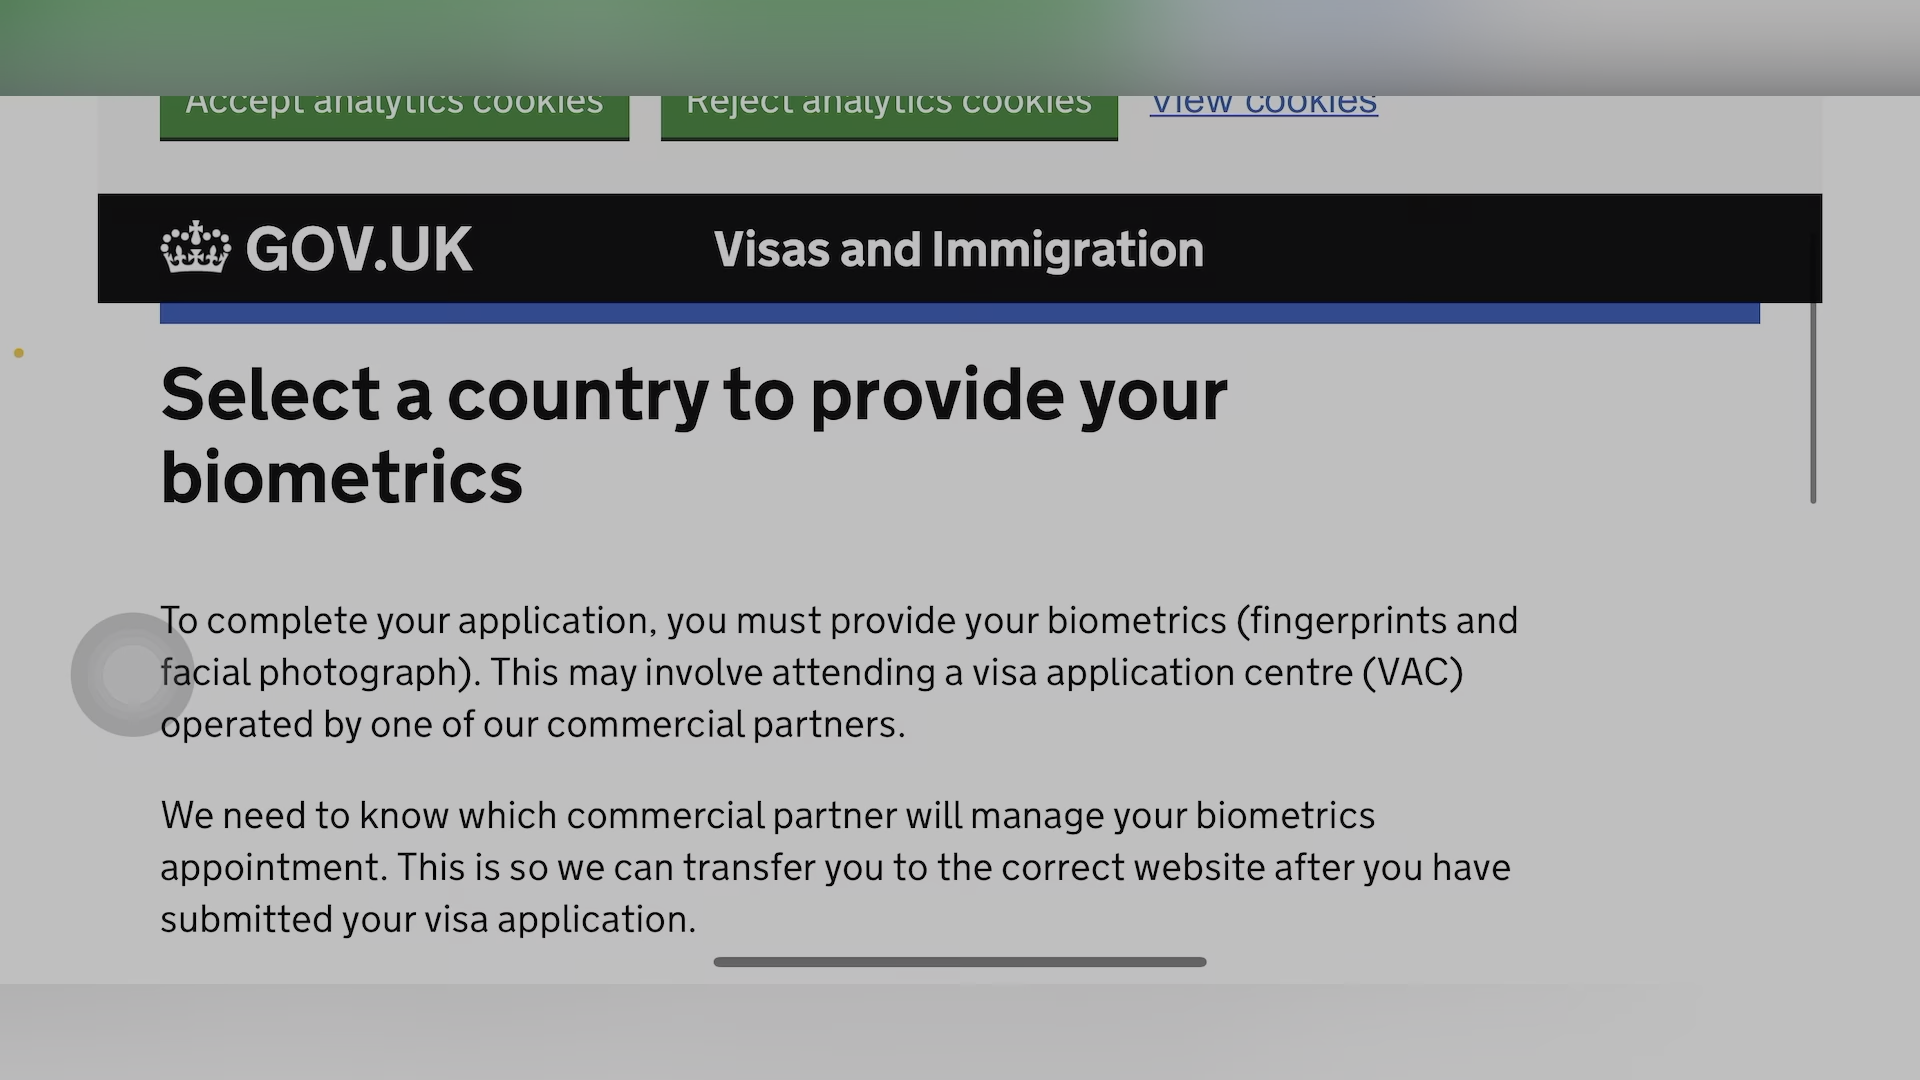 Accept analytics cookies Reject analytics cookies View cookies
GOV.UK Visas and Immigration
Select a country to provide your
biometrics
To complete your application, you must provide your biometrics (fingerprints and
facial photograph). This may involve attending a visa application centre (VAC)
operated by one of our commercial partners.
We need to know which commercial partner will manage your biometrics
appointment. This is so we can transfer you to the correct website after you have
submitted your visa application.